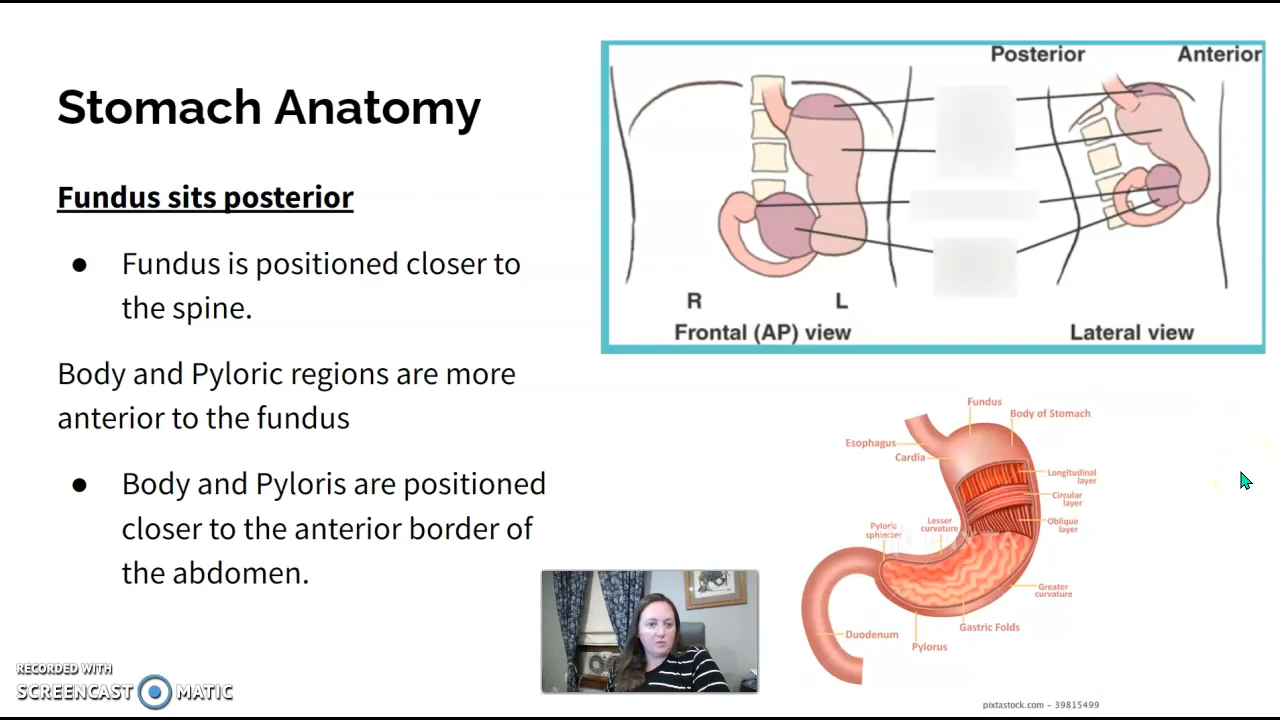 Stomach Anatomy
Fundus sits posterior
● Fundus is positioned closer to
the spine.
Body and Pyloric regions are more
anterior to the fundus
● Body and Pyloris are positioned
closer to the anterior border of
the abdomen.
Posterior
Anterior
R
L
Frontal (AP) view
Lateral view
Fundus
Body of Stomach
Esophagus
Cardia
Longitudinal
layer
Circular
layer
Oblique
layer
Pyloric
sphincter
Lesser
curvature
PIXTA
Greater
curvature
Gastric Folds
Duodenum
Pylorus
RECORDED WITH
SCREENCAST MATIC
pixtastock.com - 39815499